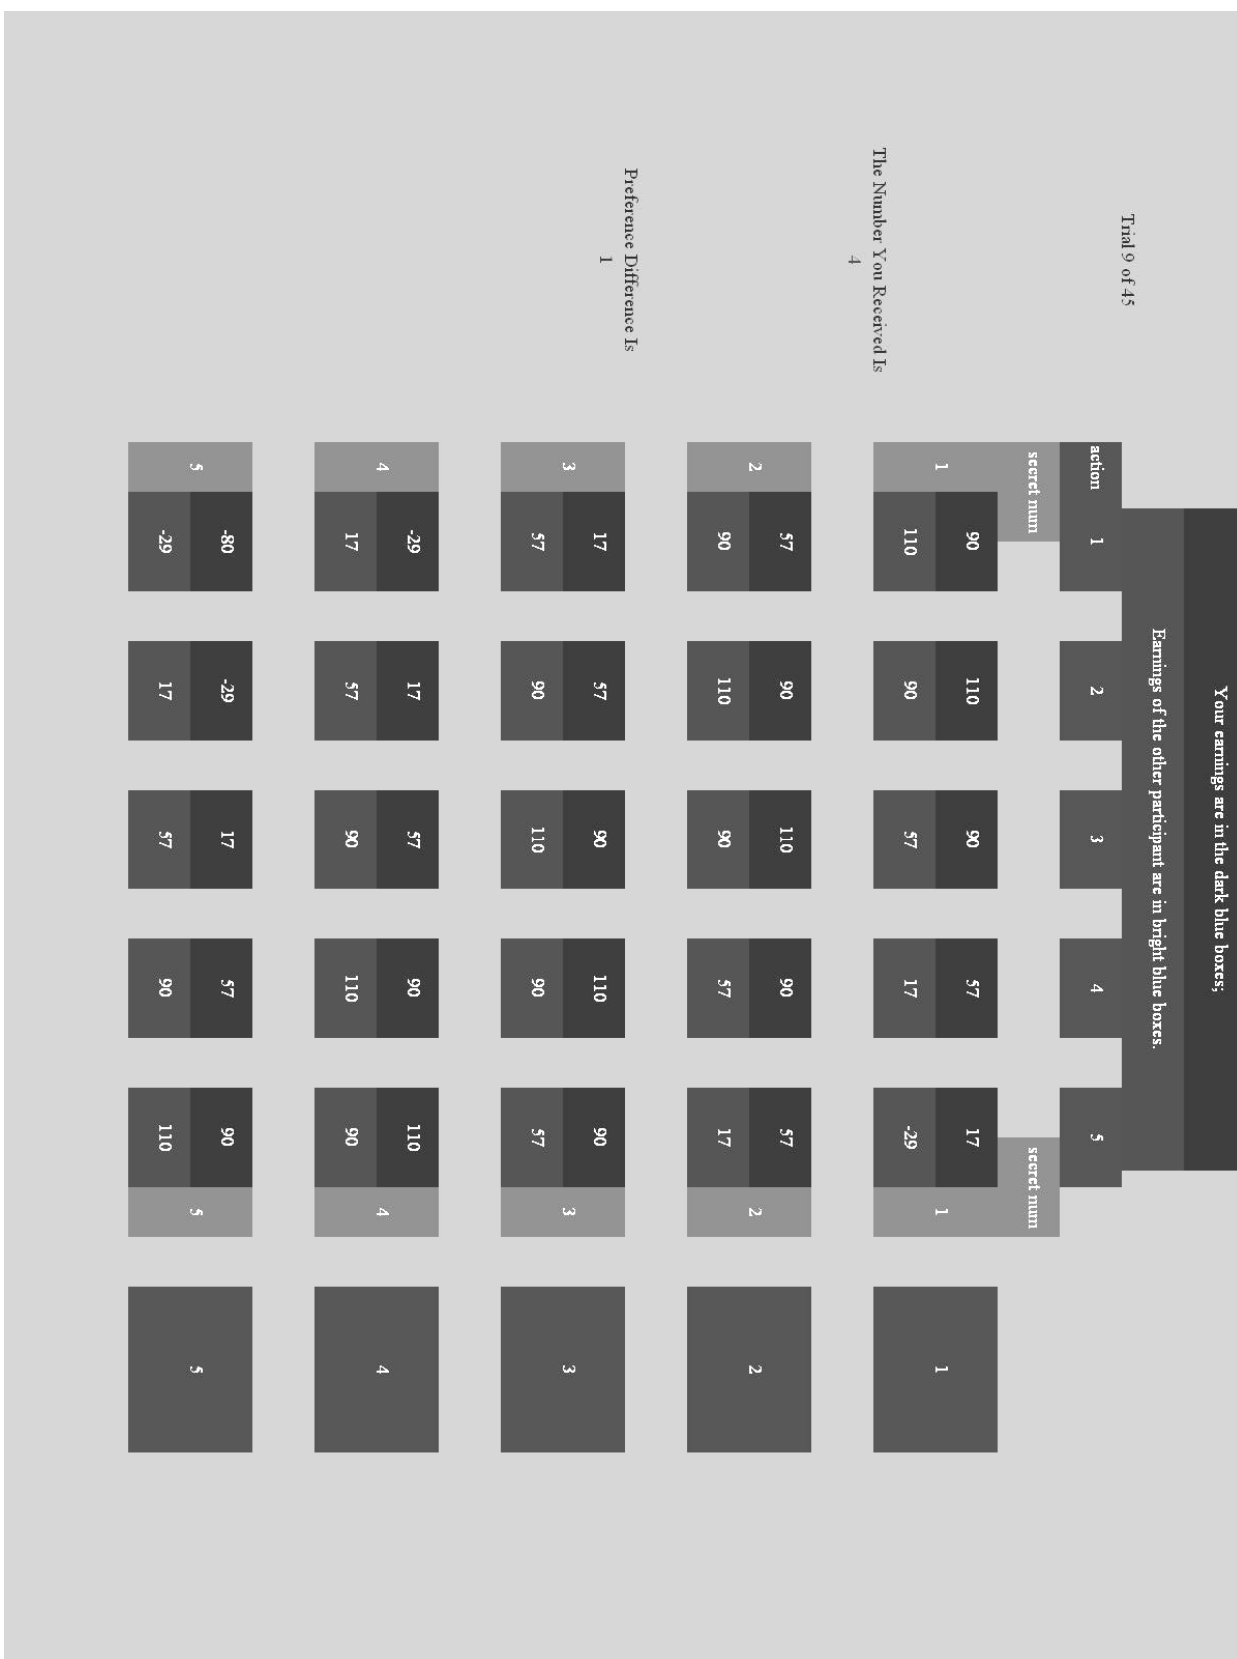 Your earnings are in the dark blue boxes;
Earnings of the other participant are in bright blue boxes.
Trial 9 of 45
action 1 2 3 4 5
secret num secret num
90 110 90 57 17
1 1 1
110 90 57 17 -29
The Number You Received Is
4
57 90 110 90 57
2 2 2
90 110 90 57 17
Preference Difference Is
1
17 57 90 110 90
3 3 3
57 90 110 90 57
-29 17 57 90 110
4 4 4
17 57 90 110 90
-80 -29 17 57 90
5 5 5
-29 17 57 90 110